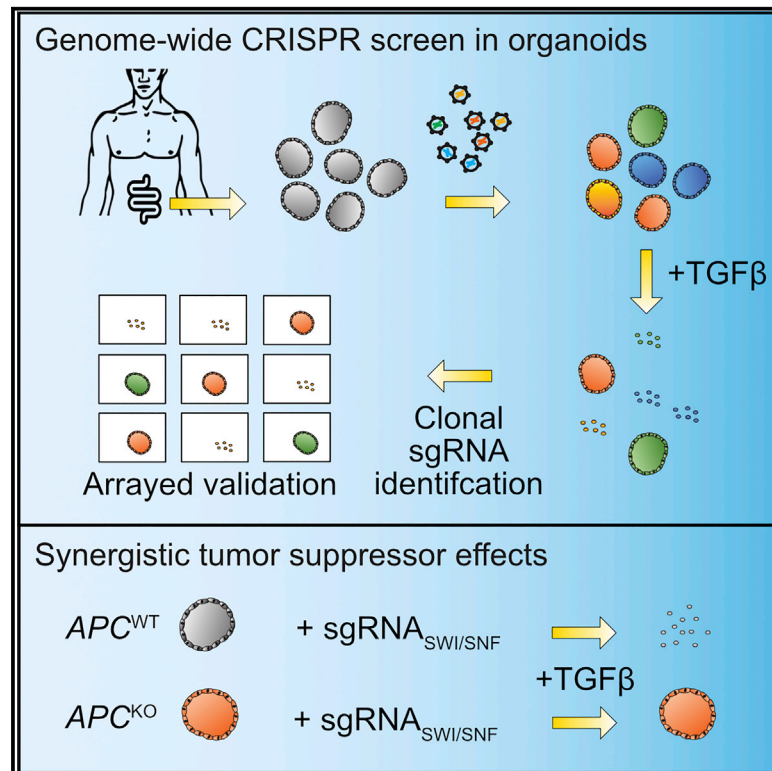 Genome-wide CRISPR screen in organoids
+TGFβ
Clonal
sgRNA
identifcation
Arrayed validation
Synergistic tumor suppressor effects
APCWT + sgRNASWI/SNF
+TGFβ
APCKO + sgRNASWI/SNF